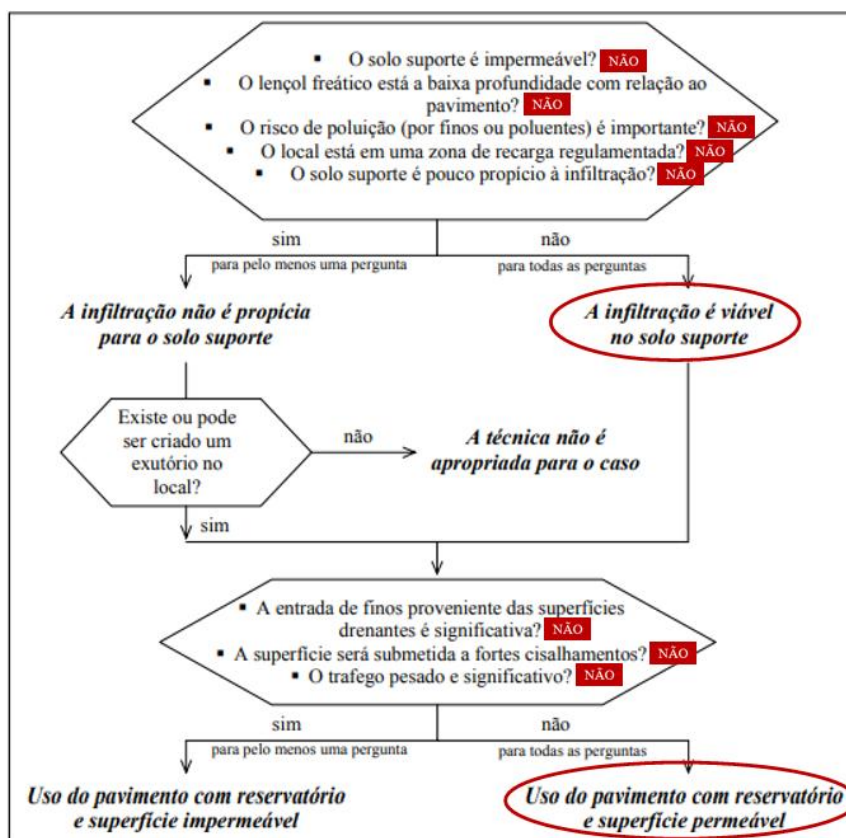 ▪ O solo suporte é impermeável? NÃO
▪ O lençol freático está a baixa profundidade com relação ao
pavimento? NÃO
▪ O risco de poluição (por finos ou poluentes) é importante? NÃO
▪ O local está em uma zona de recarga regulamentada? NÃO
▪ O solo suporte é pouco propício à infiltração? NÃO
sim
para pelo menos uma pergunta
não
para todas as perguntas
A infiltração não é propícia
para o solo suporte
A infiltração é viável
no solo suporte
Existe ou pode
ser criado um
exutório no
local?
não
A técnica não é
apropriada para o caso
sim
▪ A entrada de finos proveniente das superfícies
drenantes é significativa? NÃO
▪ A superfície será submetida a fortes cisalhamentos? NÃO
▪ O trafego pesado e significativo? NÃO
sim
para pelo menos uma pergunta
não
para todas as perguntas
Uso do pavimento com reservatório
e superfície impermeável
Uso do pavimento com reservatório
e superfície permeável